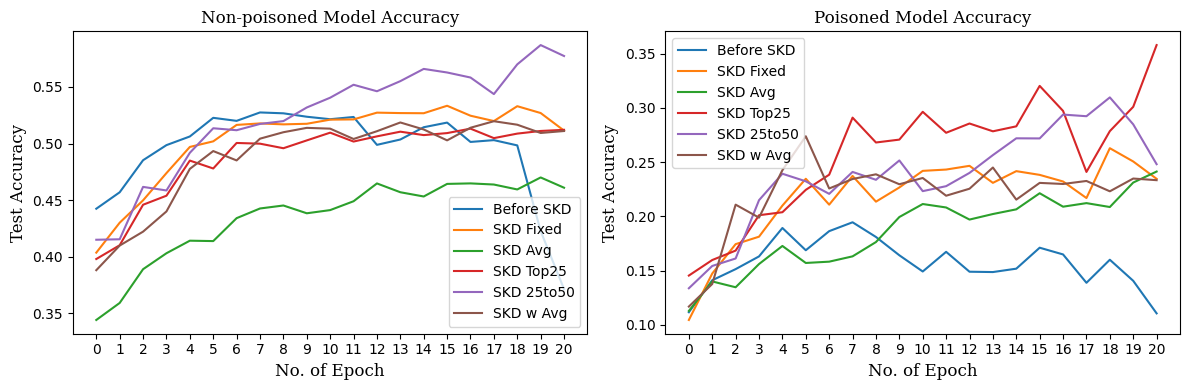 Non-poisoned Model Accuracy
Test Accuracy
0.55
0.50
0.45
0.40
0.35
Before SKD
SKD Fixed
SKD Avg
SKD Top25
SKD 25to50
SKD w Avg
0 1 2 3 4 5 6 7 8 9 10 11 12 13 14 15 16 17 18 19 20
No. of Epoch
Poisoned Model Accuracy
Test Accuracy
0.35
0.30
0.25
0.20
0.15
0.10
Before SKD
SKD Fixed
SKD Avg
SKD Top25
SKD 25to50
SKD w Avg
0 1 2 3 4 5 6 7 8 9 10 11 12 13 14 15 16 17 18 19 20
No. of Epoch